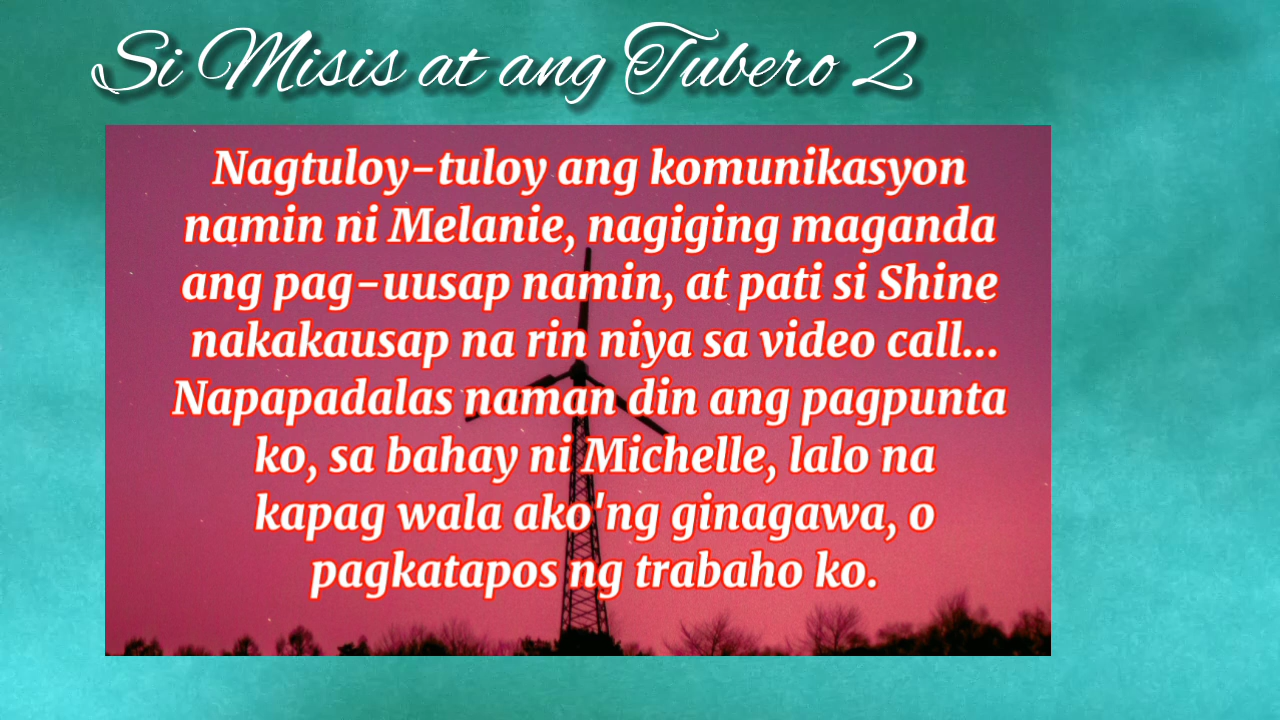 Si Misis at ang Tubero 2
Nagtuloy-tuloy ang komunikasyon
namin ni Melanie, nagiging maganda
ang pag-uusap namin, at pati si Shine
nakakausap na rin niya sa video call...
Napapadalas naman din ang pagpunta
ko, sa bahay ni Michelle, lalo na
kapag wala ako'ng ginagawa, o
pagkatapos ng trabaho ko.